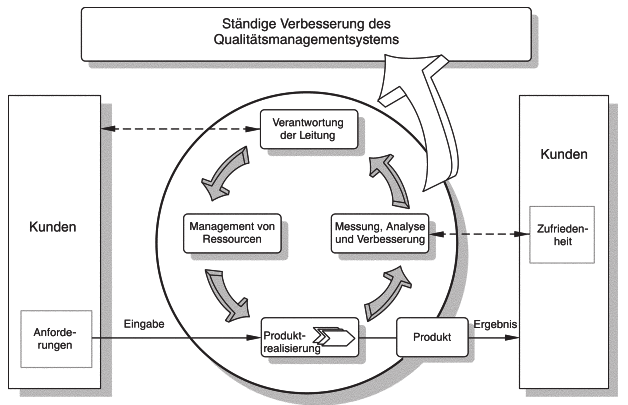 Ständige Verbesserung des
Qualitätsmanagementsystems
Verantwortung
der Leitung
Kunden
Kunden
Management von
Ressourcen
Messung, Analyse
und Verbesserung
Zufrieden-
heit
Anforde-
rungen
Eingabe
Produkt-
realisierung
Produkt
Ergebnis